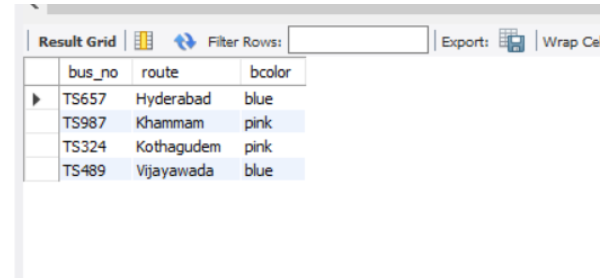 Result Grid Filter Rows: Export: Wrap Ce
bus_no route bcolor
TS657 Hyderabad blue
TS987 Khammam pink
TS324 Kothagudem pink
TS489 Vijayawada blue